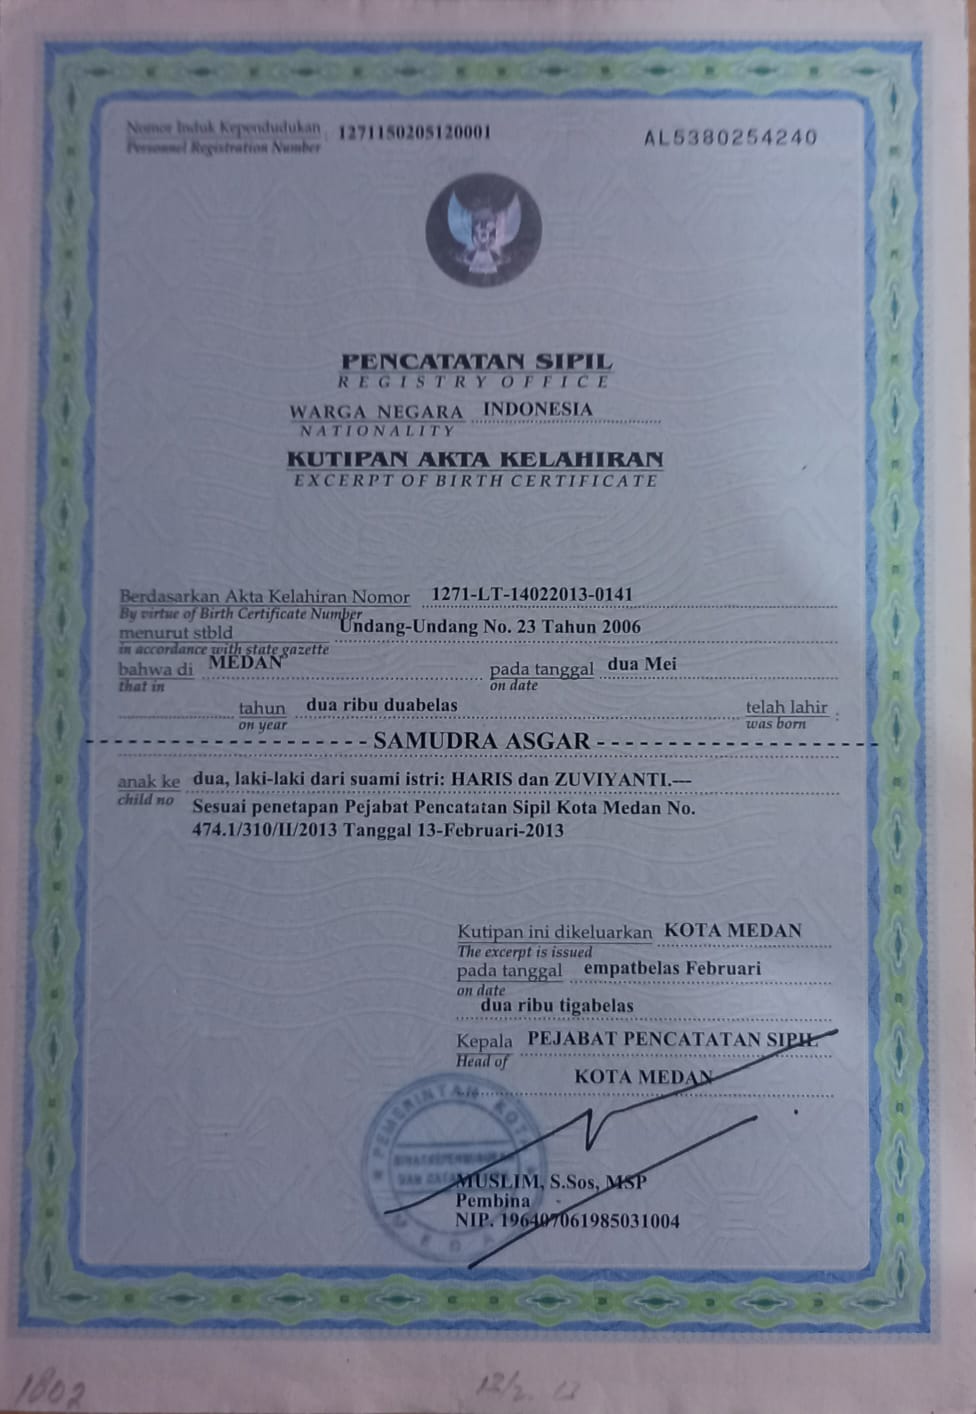 Nomor Induk Kependudukan : 1271150205120001
Personnel Registration Number
AL5380254240
PENCATATAN SIPIL
REGISTRY OFFICE
WARGA NEGARA INDONESIA
NATIONALITY
KUTIPAN AKTA KELAHIRAN
EXCERPT OF BIRTH CERTIFICATE
Berdasarkan Akta Kelahiran Nomor 1271-LT-14022013-0141
By virtue of Birth Certificate Number
menurut stbld Undang-Undang No. 23 Tahun 2006
in accordance with state gazette
bahwa di MEDAN pada tanggal dua Mei
that in on date
tahun dua ribu duabelas telah lahir :
on year was born
SAMUDRA ASGAR
anak ke dua, laki-laki dari suami istri: HARIS dan ZUVIYANTI.---
child no
Sesuai penetapan Pejabat Pencatatan Sipil Kota Medan No.
474.1/310/II/2013 Tanggal 13-Februari-2013
Kutipan ini dikeluarkan KOTA MEDAN
The excerpt is issued
pada tanggal empatbelas Februari
on date
dua ribu tigabelas
Kepala PEJABAT PENCATATAN SIPIL
Head of
KOTA MEDAN
PEMERINTAH KOTA
MEDAN
MUSLIM, S.Sos, MSP
Pembina
NIP. 196407061985031004
1802